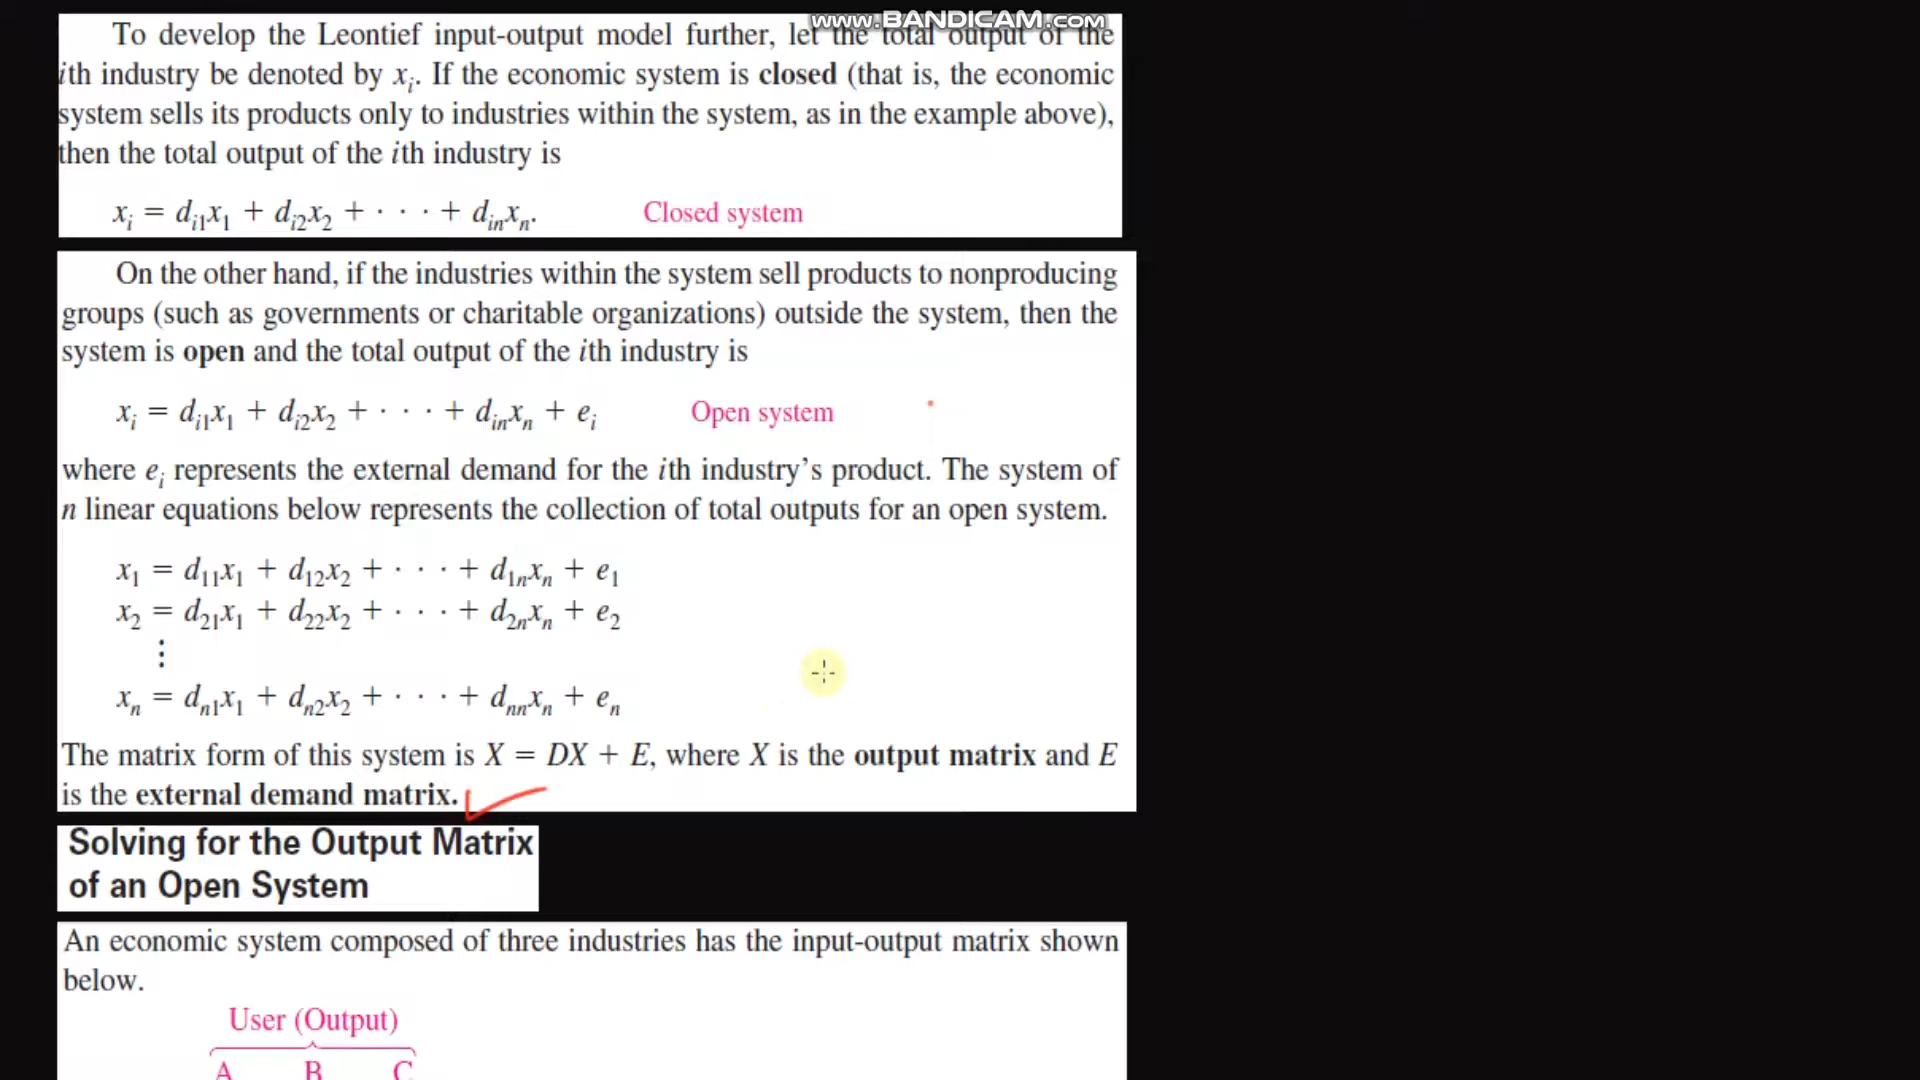 www.BANDICAM.com
To develop the Leontief input-output model further, let the total output of the
ith industry be denoted by xᵢ. If the economic system is closed (that is, the economic
system sells its products only to industries within the system, as in the example above),
then the total output of the ith industry is
xᵢ = dᵢ₁x₁ + dᵢ₂x₂ + · · · + dᵢₙxₙ. Closed system
On the other hand, if the industries within the system sell products to nonproducing
groups (such as governments or charitable organizations) outside the system, then the
system is open and the total output of the ith industry is
xᵢ = dᵢ₁x₁ + dᵢ₂x₂ + · · · + dᵢₙxₙ + eᵢ Open system
where eᵢ represents the external demand for the ith industry’s product. The system of
n linear equations below represents the collection of total outputs for an open system.
x₁ = d₁₁x₁ + d₁₂x₂ + · · · + d₁ₙxₙ + e₁
x₂ = d₂₁x₁ + d₂₂x₂ + · · · + d₂ₙxₙ + e₂
⋮
xₙ = dₙ₁x₁ + dₙ₂x₂ + · · · + dₙₙxₙ + eₙ
The matrix form of this system is X = DX + E, where X is the output matrix and E
is the external demand matrix.
Solving for the Output Matrix
of an Open System
An economic system composed of three industries has the input-output matrix shown
below.
User (Output)
A B C